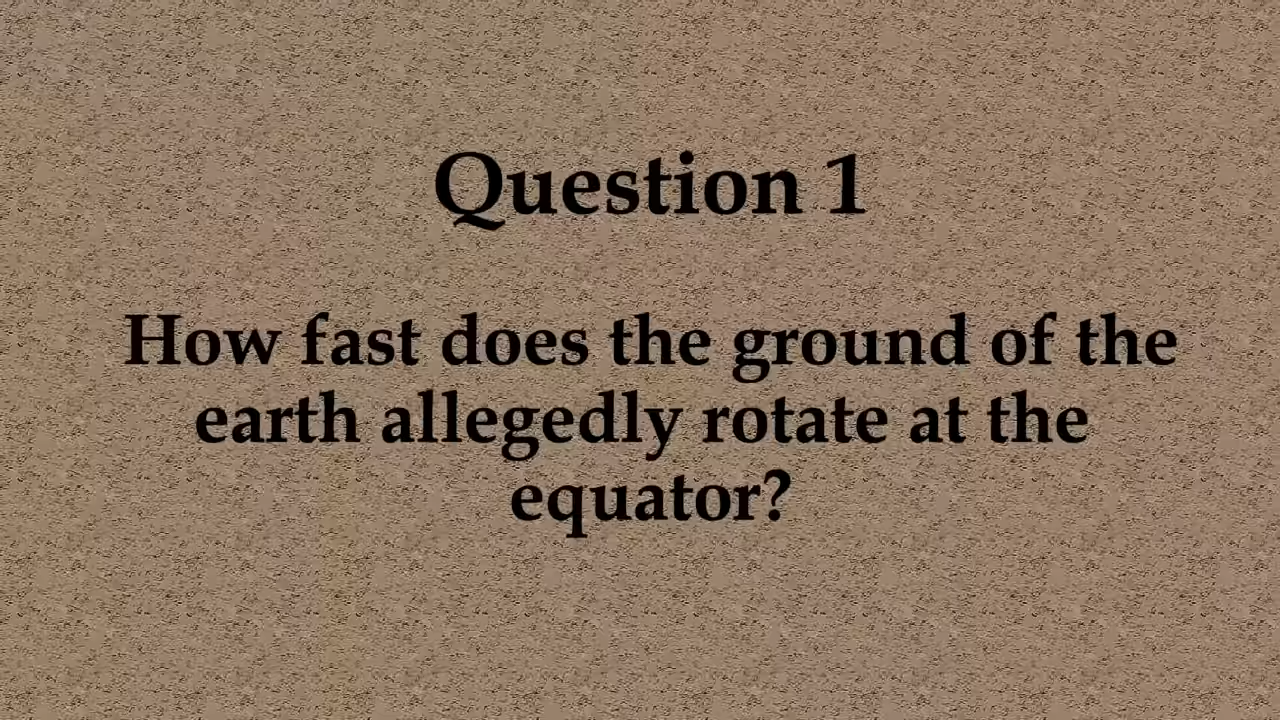 Question 1
How fast does the ground of the
earth allegedly rotate at the
equator?